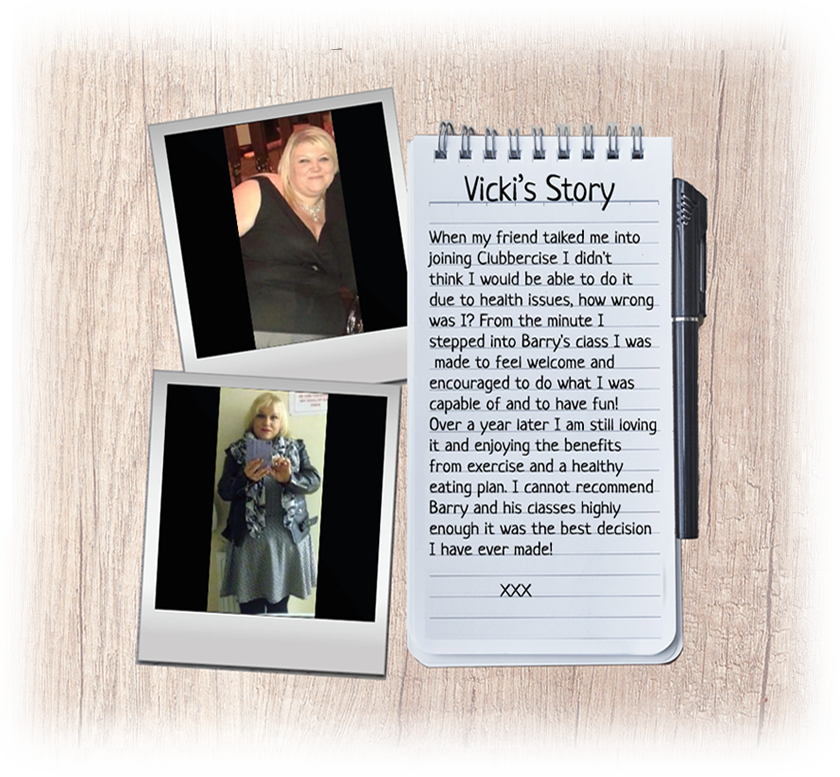 Vicki's Story
When my friend talked me into
joining Clubbercise I didn't
think I would be able to do it
due to health issues, how wrong
was I? From the minute I
stepped into Barry's class I was
made to feel welcome and
encouraged to do what I was
capable of and to have fun!
Over a year later I am still loving
it and enjoying the benefits
from exercise and a healthy
eating plan. I cannot recommend
Barry and his classes highly
enough it was the best decision
I have ever made!
XXX